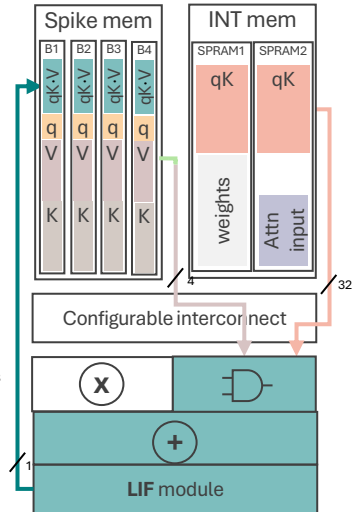 Spike mem
INT mem
B1 B2 B3 B4
SPRAM1 SPRAM2
qK·V qK·V qK·V qK·V
qK qK
q q q q
V V V V
K K K K
weights
Attn
input
4
32
Configurable interconnect
X
+
1
LIF module